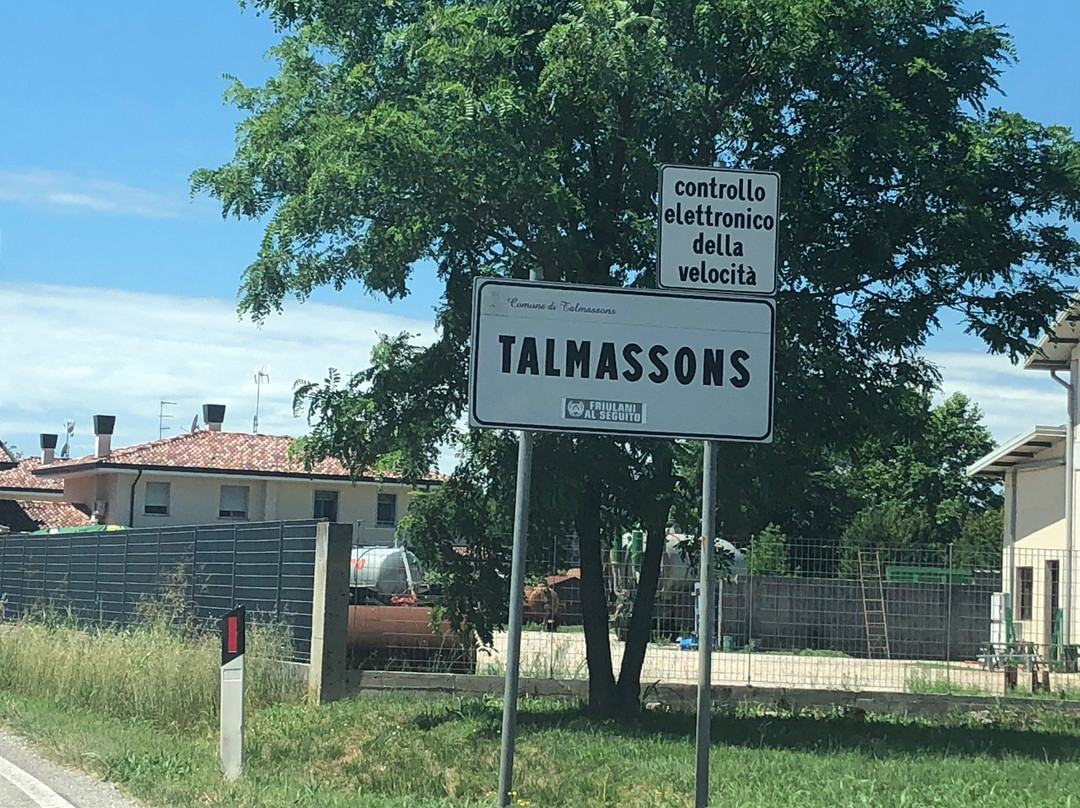 controllo
elettronico
della
velocità
Comune di Talmassons
TALMASSONS
FRIULANI
AL SEGUITO